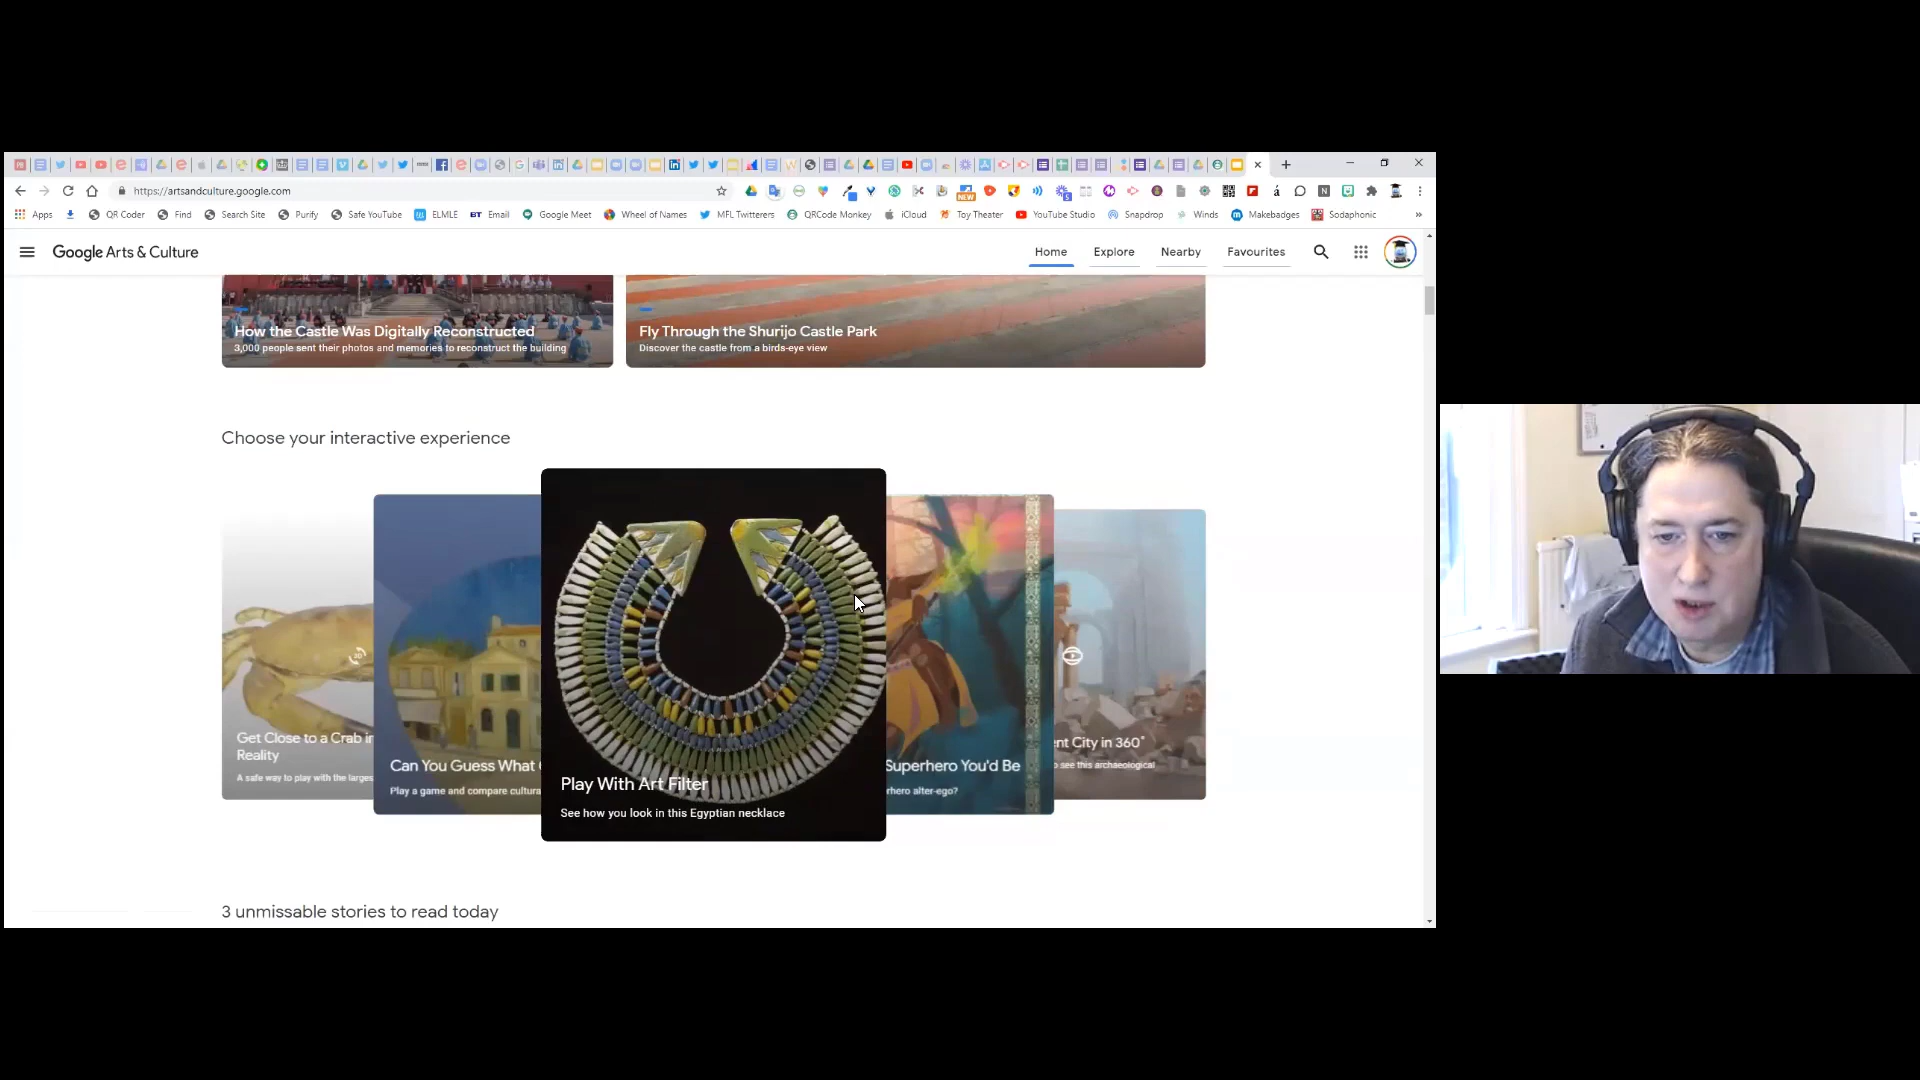 https://artsandculture.google.com
Apps
QR Coder
Find
Search Site
Purify
Safe YouTube
ELMLE
BT Email
Google Meet
Wheel of Names
MFL Twitterers
QRCode Monkey
iCloud
Toy Theater
YouTube Studio
Snapdrop
Winds
Makebadges
Sodaphonic
Google Arts & Culture
Home
Explore
Nearby
Favourites
How the Castle Was Digitally Reconstructed
3,000 people sent their photos and memories to reconstruct the building
Fly Through the Shurijo Castle Park
Discover the castle from a birds-eye view
Choose your interactive experience
Get Close to a Crab in
Reality
A safe way to play with the larges
Can You Guess What
Play a game and compare cultura
Play With Art Filter
See how you look in this Egyptian necklace
Superhero You'd Be
rhero alter-ego?
nt City in 360°
o see this archaeological
3 unmissable stories to read today